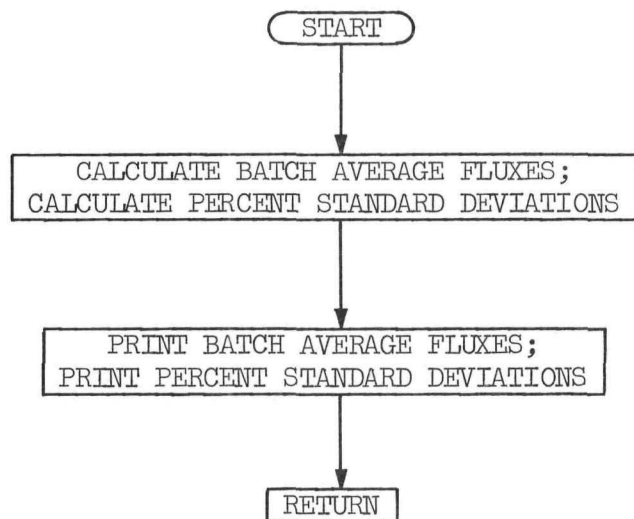 START
CALCULATE BATCH AVERAGE FLUXES;
CALCULATE PERCENT STANDARD DEVIATIONS
PRINT BATCH AVERAGE FLUXES;
PRINT PERCENT STANDARD DEVIATIONS
RETURN